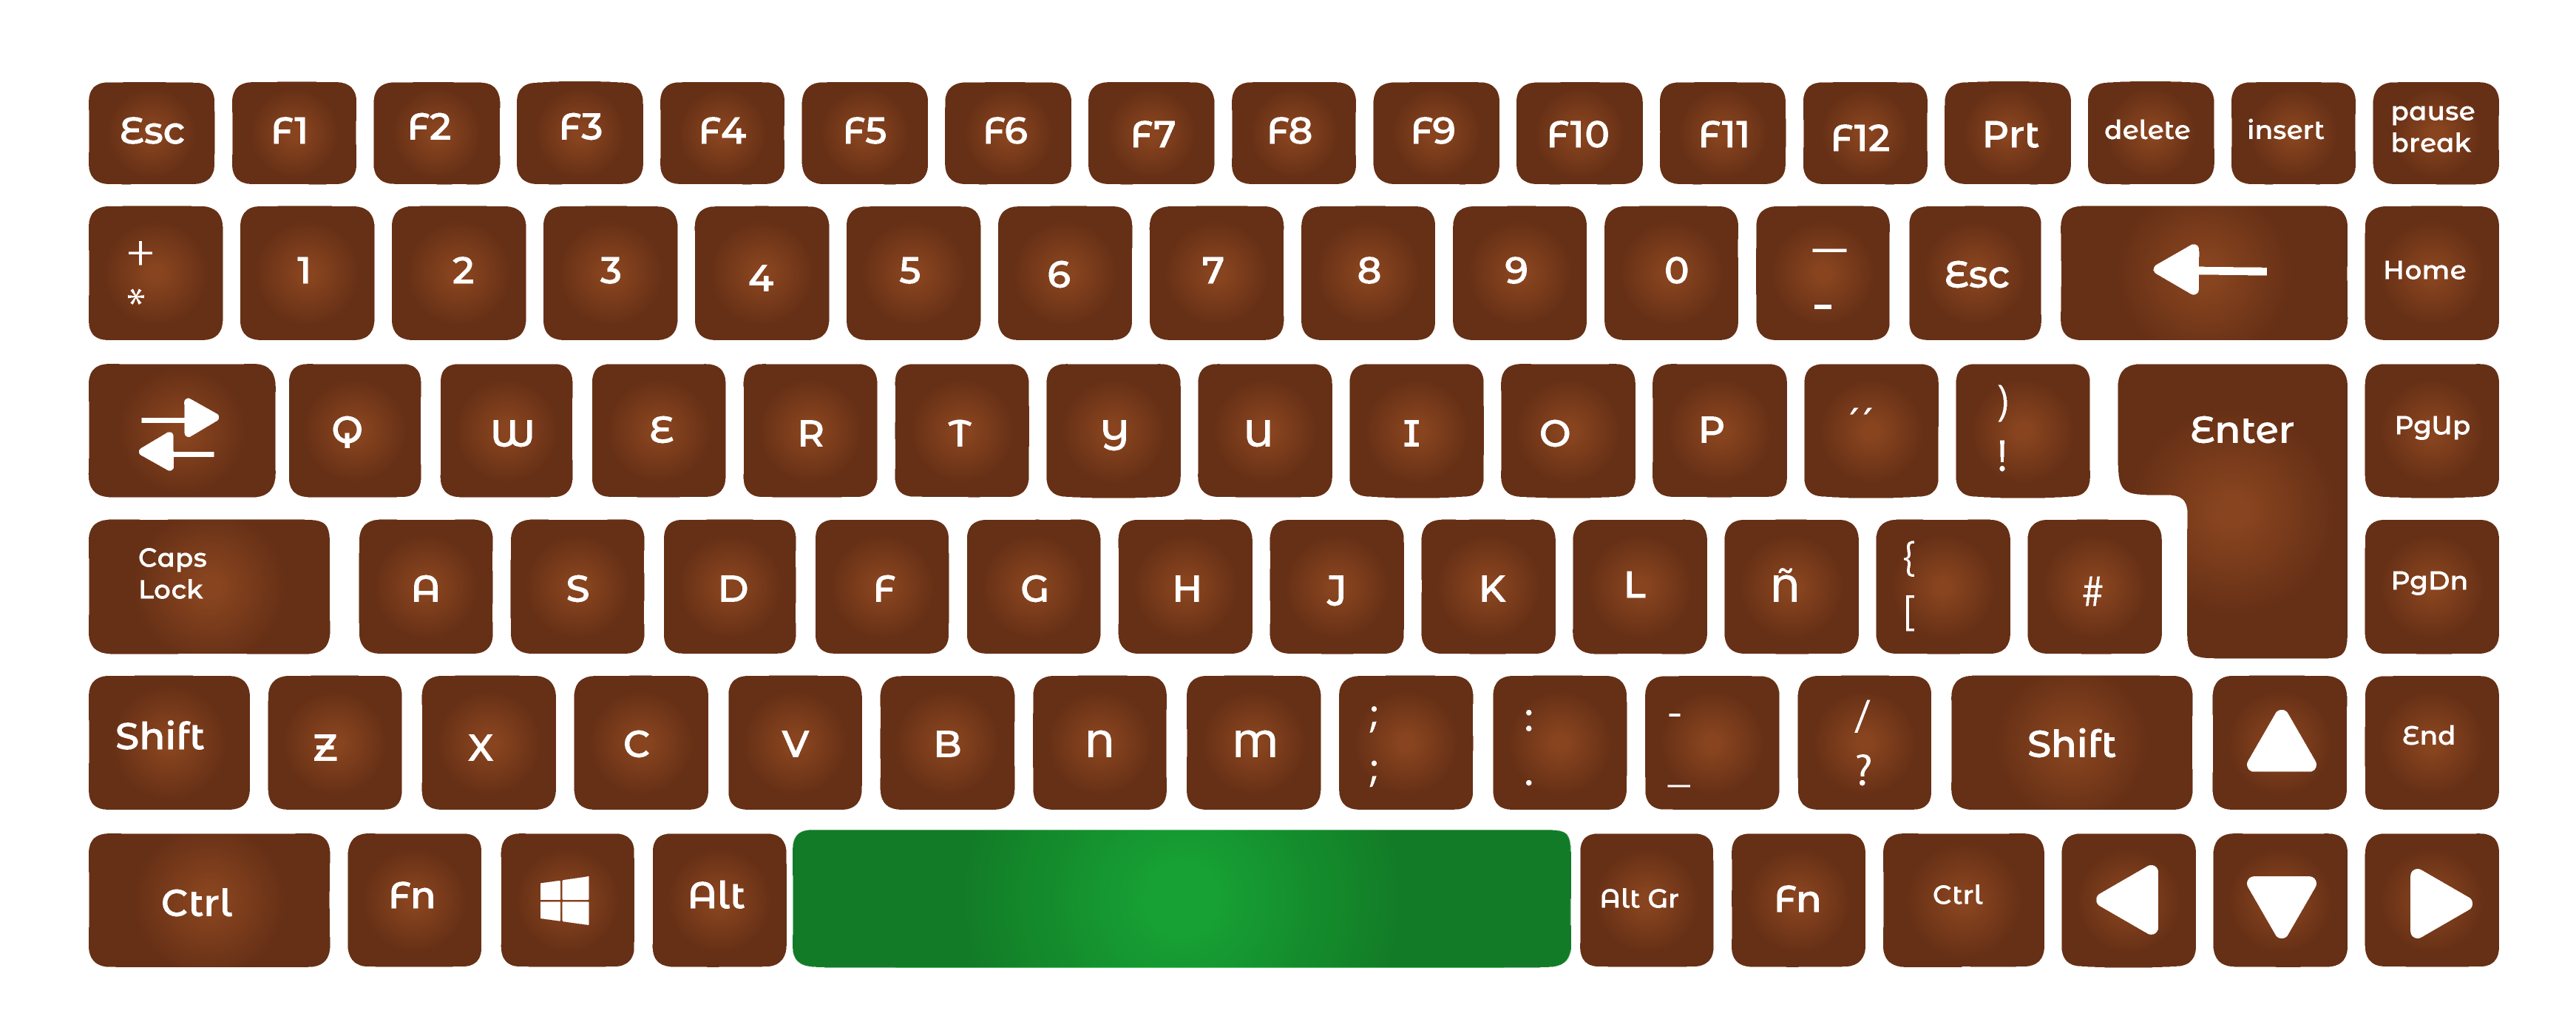 Esc F1 F2 F3 F4 F5 F6 F7 F8 F9 F10 F11 F12 Prt delete insert pause
break
+ 1 2 3 4 5 6 7 8 9 0 — Esc Home
* -
Q W E R T Y U I O P ´´ ) Enter PgUp
!
Caps A S D F G H J K L Ñ { # PgDn
Lock [
Shift Z X C V B N M ; : - / Shift End
; . _ ?
Ctrl Fn Alt Alt Gr Fn Ctrl